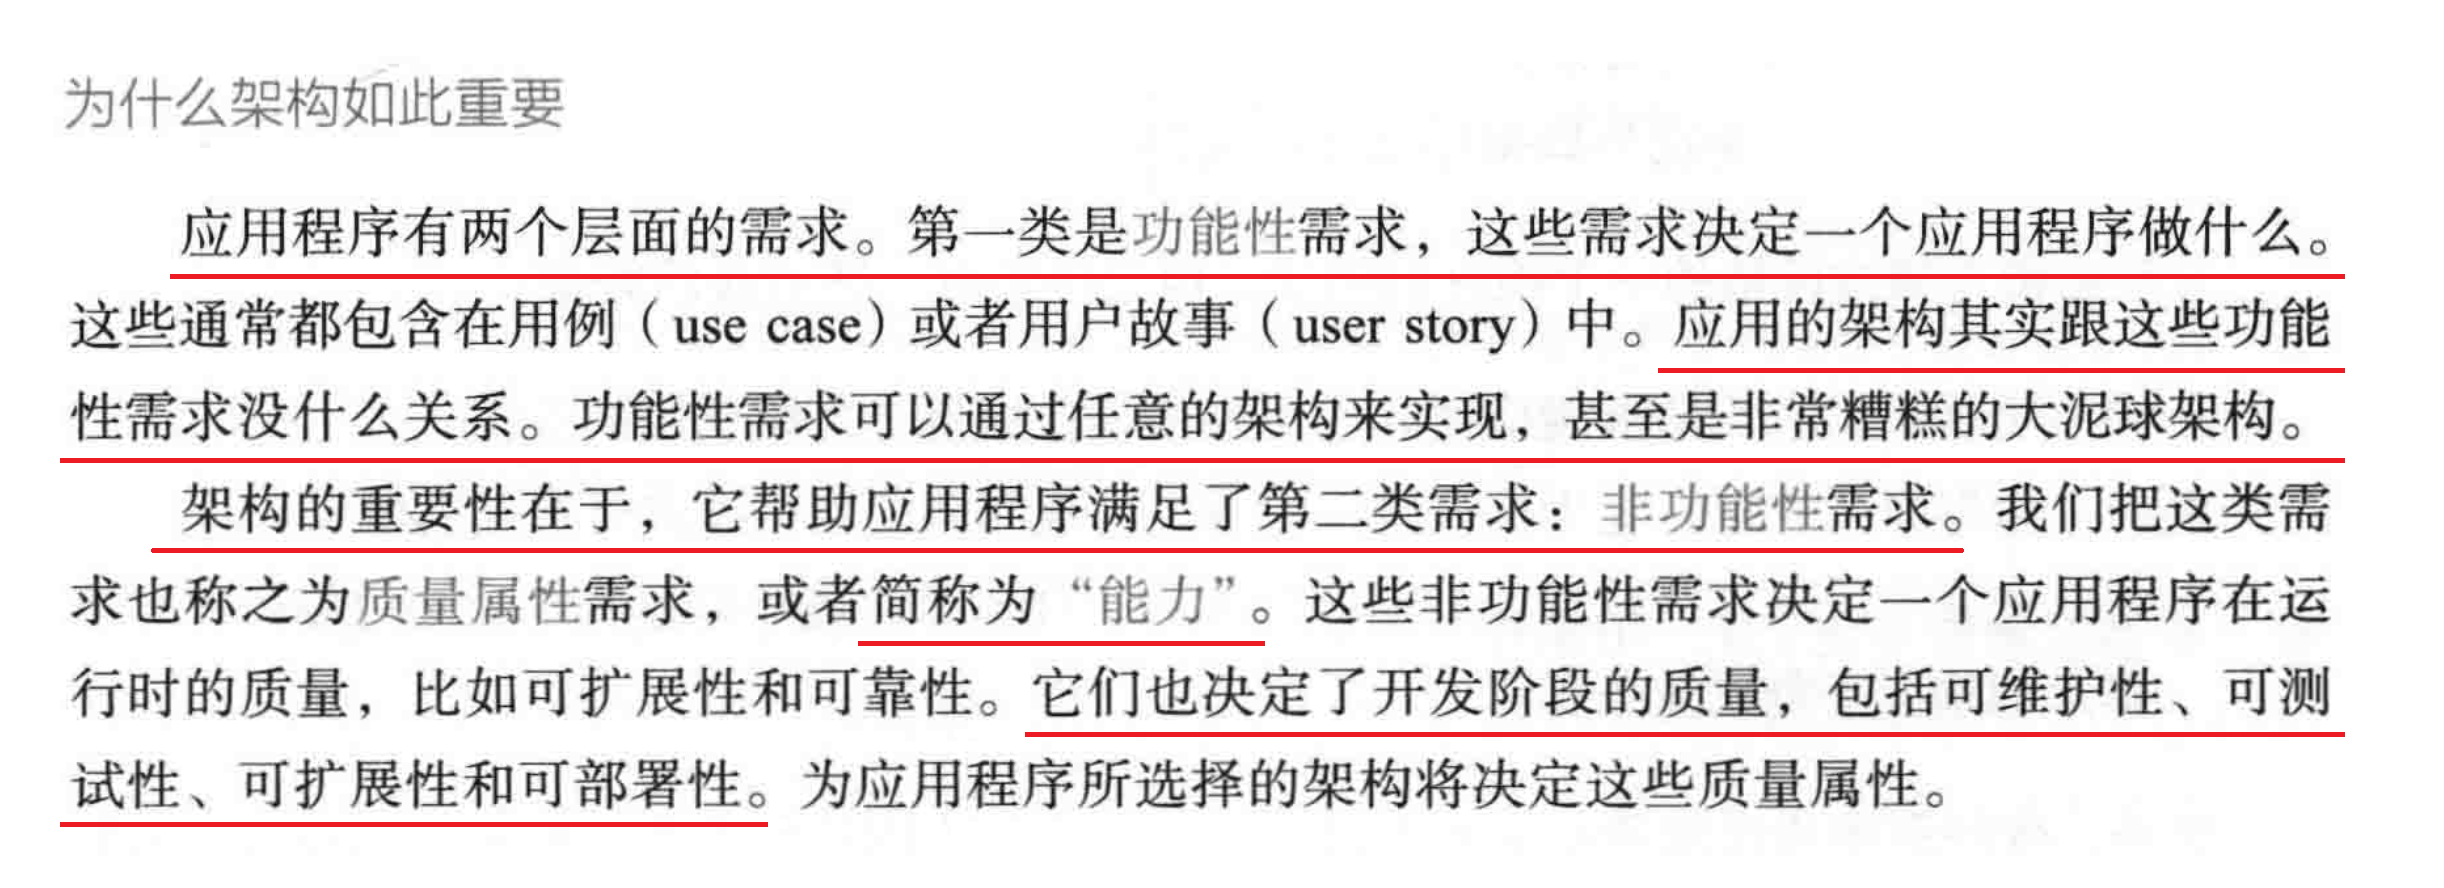 为什么架构如此重要
应用程序有两个层面的需求。第一类是功能性需求，这些需求决定一个应用程序做什么。
这些通常都包含在用例（use case）或者用户故事（user story）中。应用的架构其实跟这些功能
性需求没什么关系。功能性需求可以通过任意的架构来实现，甚至是非常糟糕的大泥球架构。
架构的重要性在于，它帮助应用程序满足了第二类需求：非功能性需求。我们把这类需
求也称之为质量属性需求，或者简称为“能力”。这些非功能性需求决定一个应用程序在运
行时的质量，比如可扩展性和可靠性。它们也决定了开发阶段的质量，包括可维护性、可测
试性、可扩展性和可部署性。为应用程序所选择的架构将决定这些质量属性。